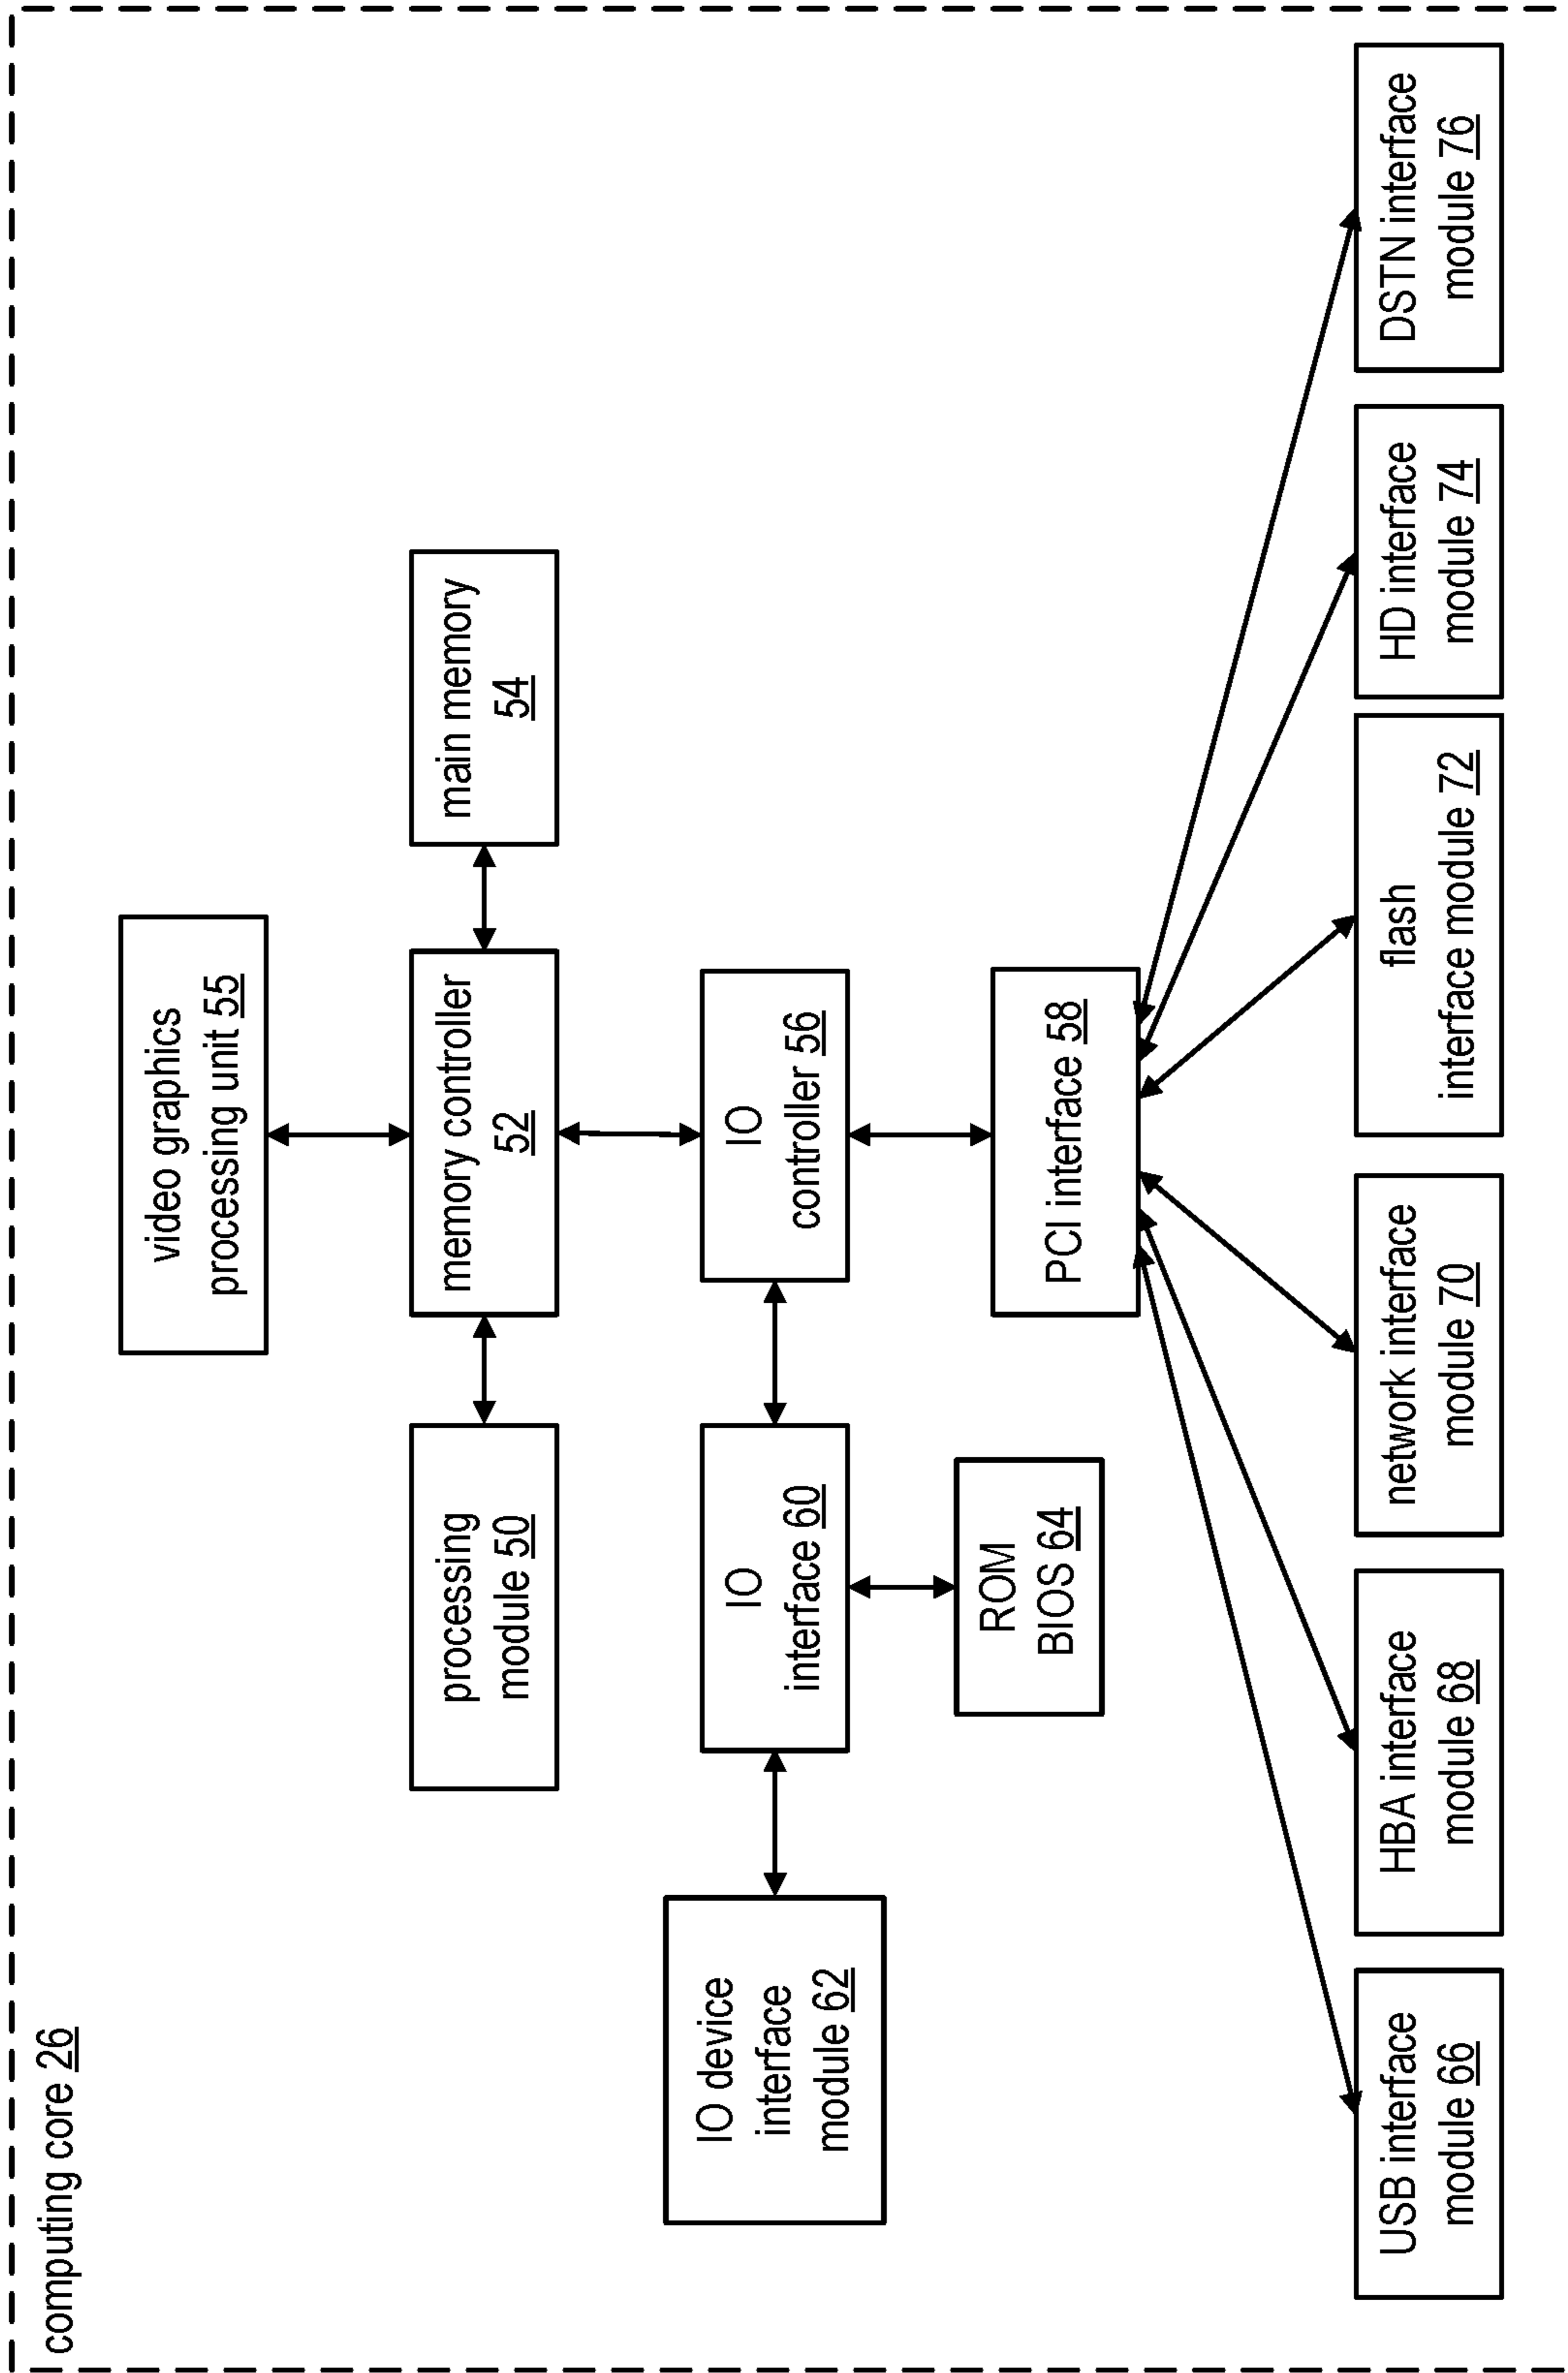 computing core 26
video graphics
processing unit 55
processing
module 50
memory controller
52
main memory
54
IO device
interface
module 62
IO
interface 60
IO
controller 56
ROM
BIOS 64
PCI interface 58
USB interface
module 66
HBA interface
module 68
network interface
module 70
flash
interface module 72
HD interface
module 74
DSTN interface
module 76